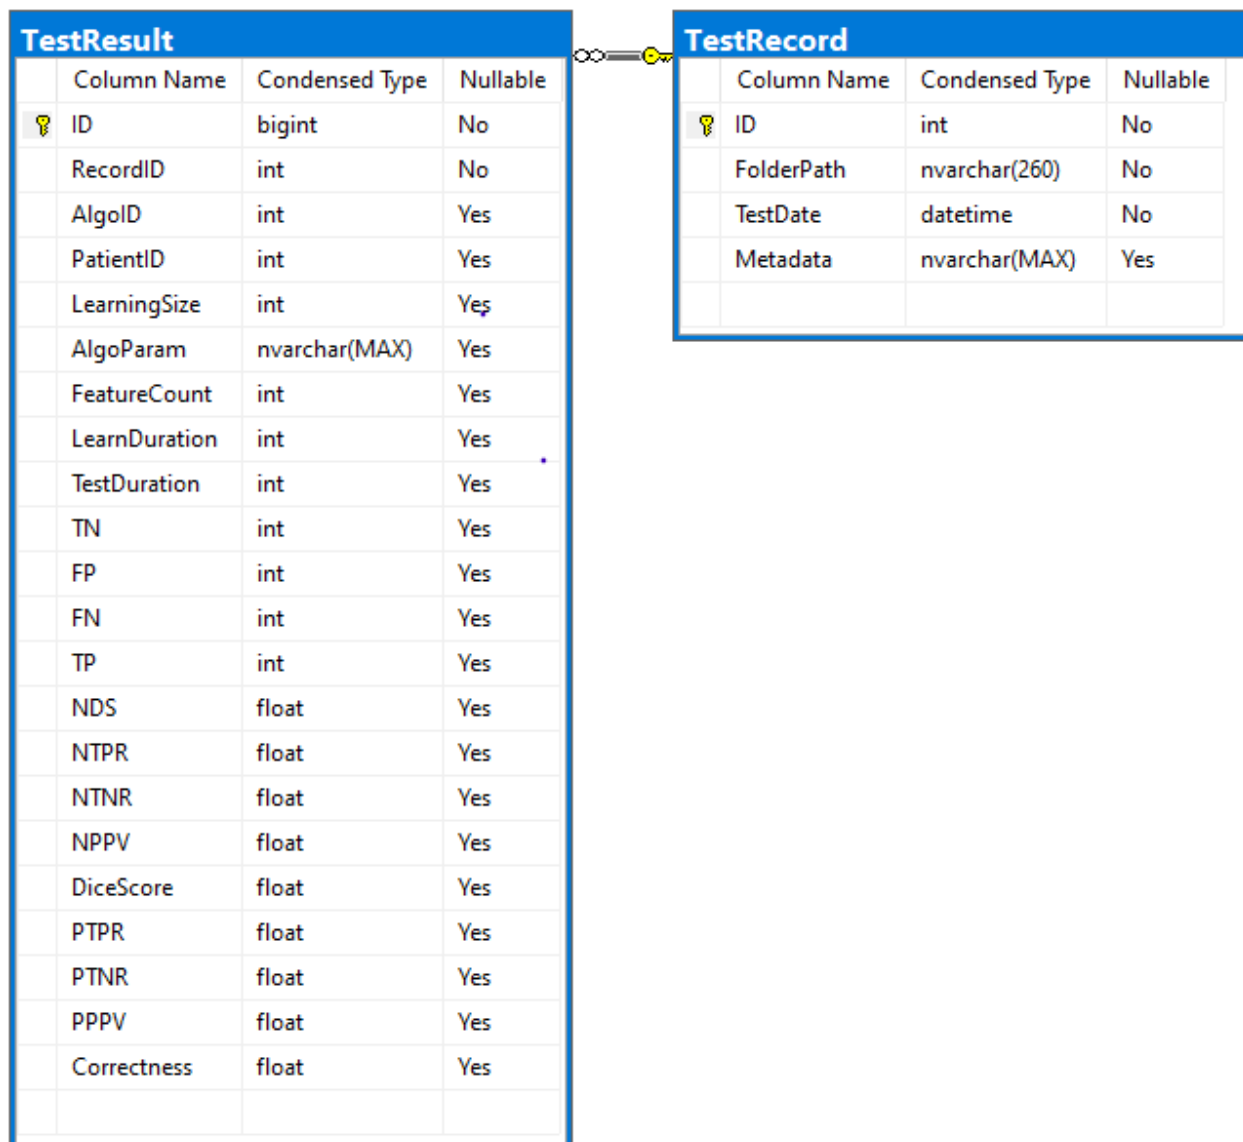 TestResult
Column Name Condensed Type Nullable
ID bigint No
RecordID int No
AlgoID int Yes
PatientID int Yes
LearningSize int Yes
AlgoParam nvarchar(MAX) Yes
FeatureCount int Yes
LearnDuration int Yes
TestDuration int Yes
TN int Yes
FP int Yes
FN int Yes
TP int Yes
NDS float Yes
NTPR float Yes
NTNR float Yes
NPPV float Yes
DiceScore float Yes
PTPR float Yes
PTNR float Yes
PPPV float Yes
Correctness float Yes
TestRecord
Column Name Condensed Type Nullable
ID int No
FolderPath nvarchar(260) No
TestDate datetime No
Metadata nvarchar(MAX) Yes